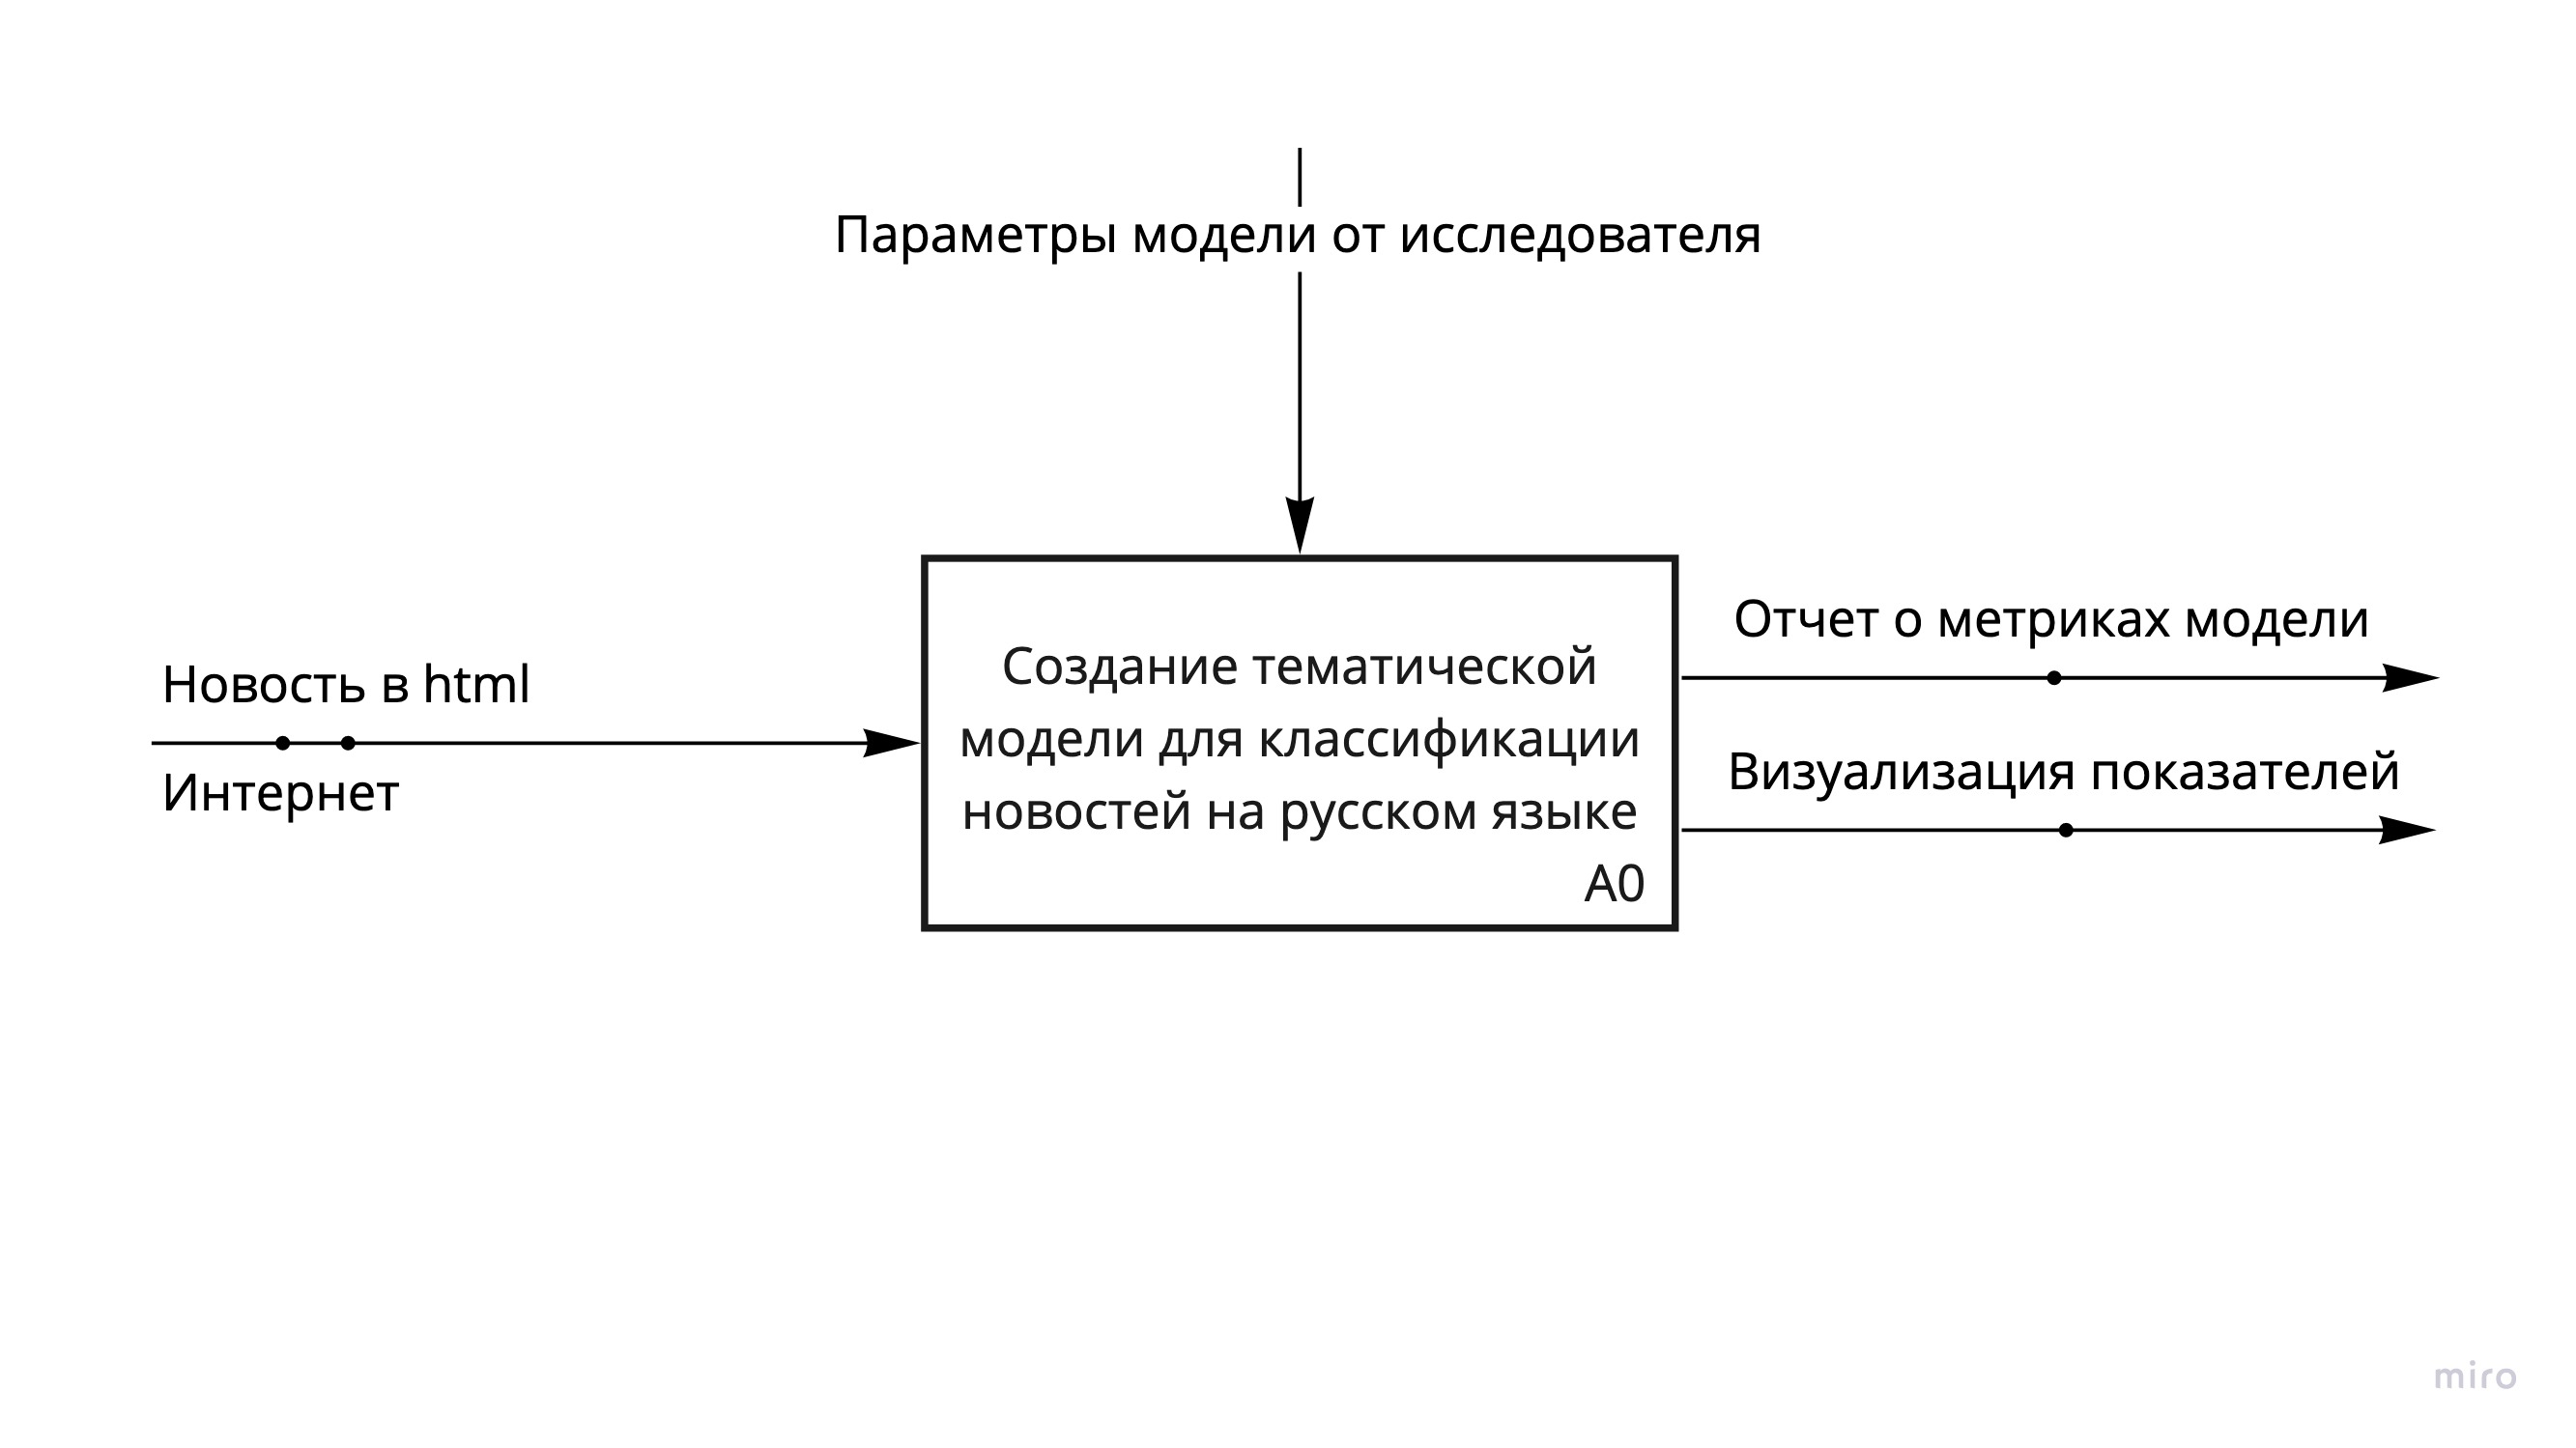 Параметры модели от исследователя
Новость в html
Интернет
Создание тематической
модели для классификации
новостей на русском языке
A0
Отчет о метриках модели
Визуализация показателей
miro